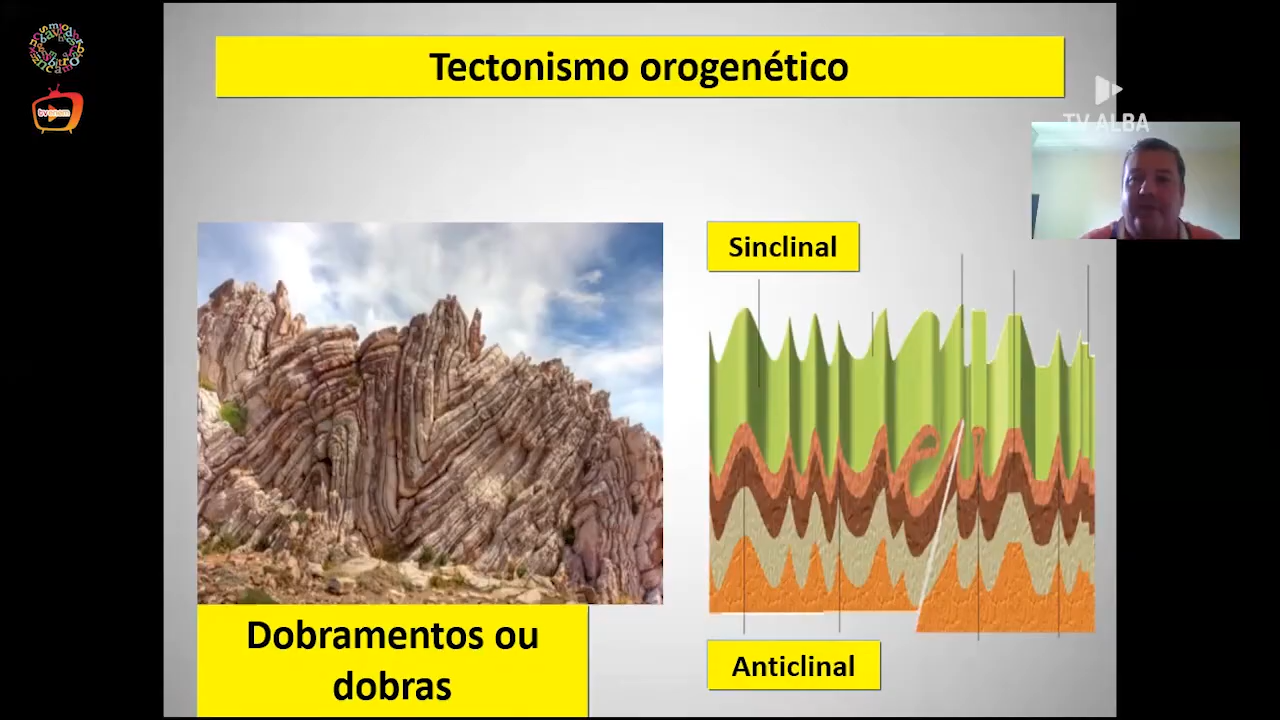 Tectonismo orogenético
TV ALBA
Sinclinal
Dobramentos ou
dobras
Anticlinal